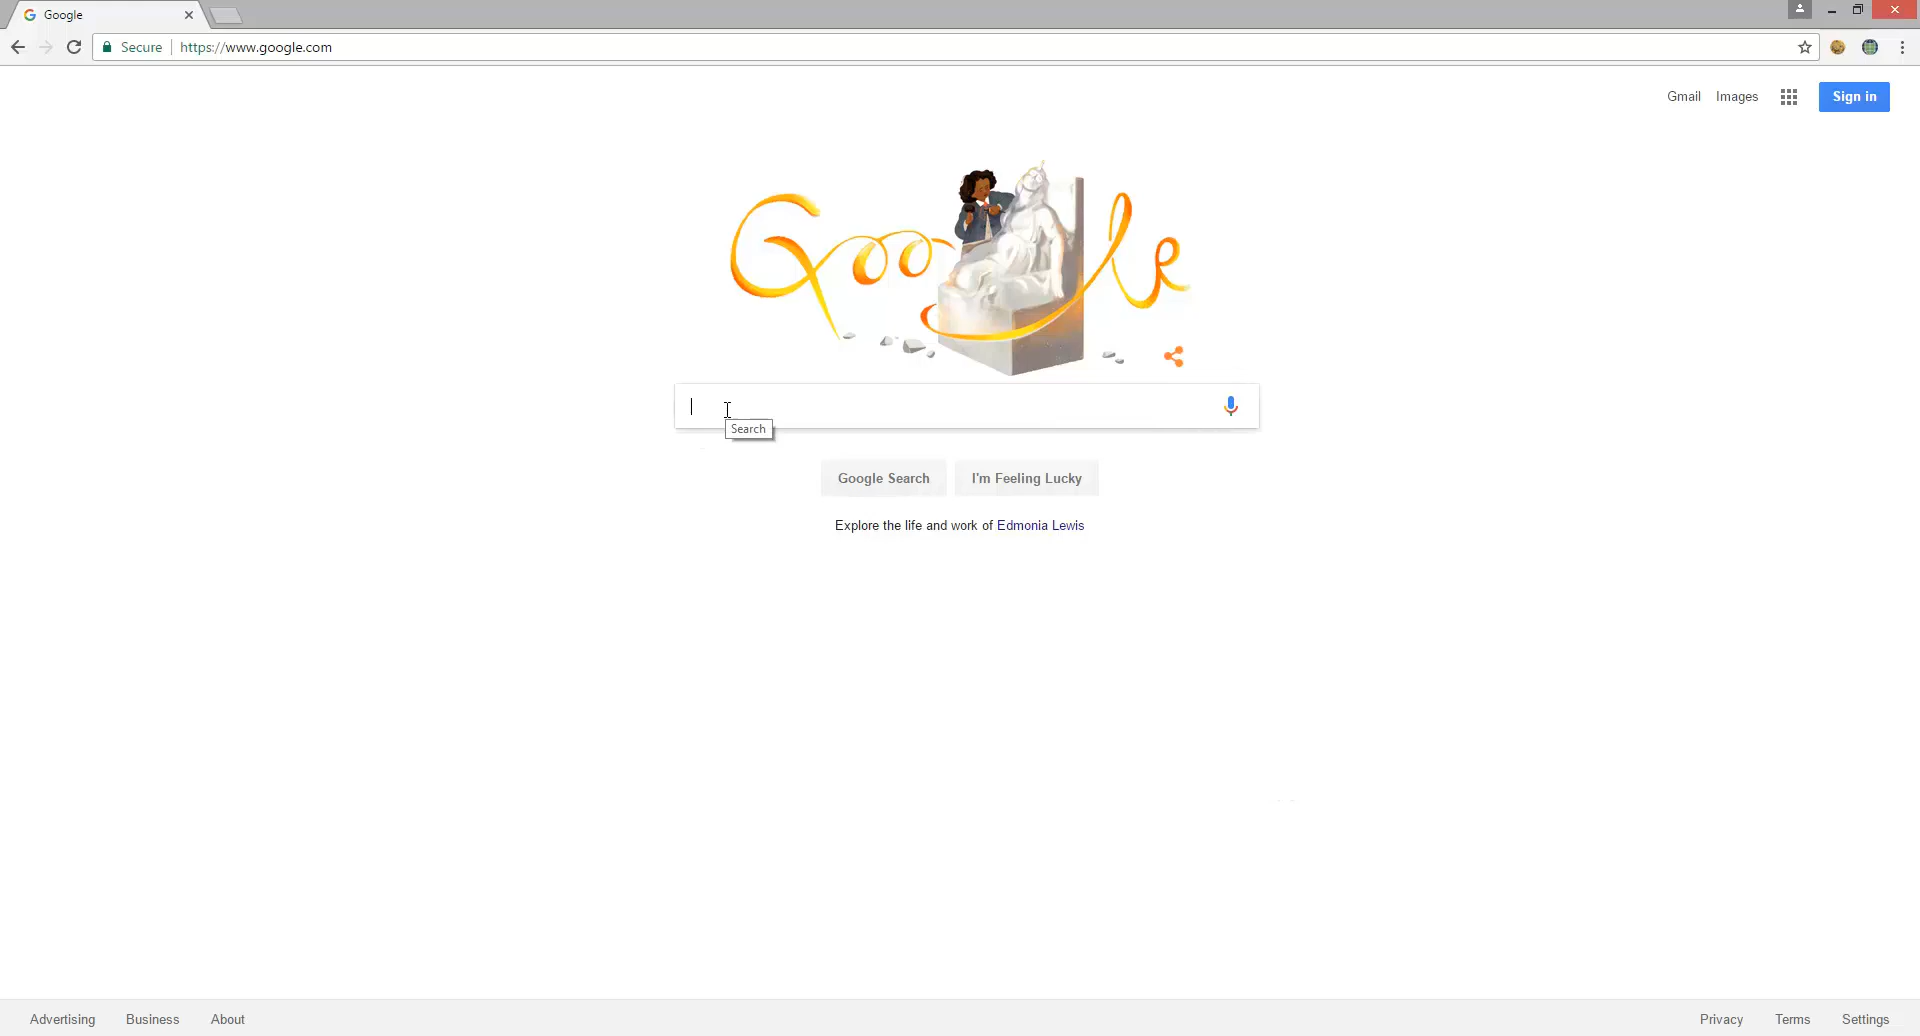 Google
Secure https://www.google.com
Gmail Images Sign in
Google
Search
Google Search I'm Feeling Lucky
Explore the life and work of Edmonia Lewis
Advertising Business About Privacy Terms Settings